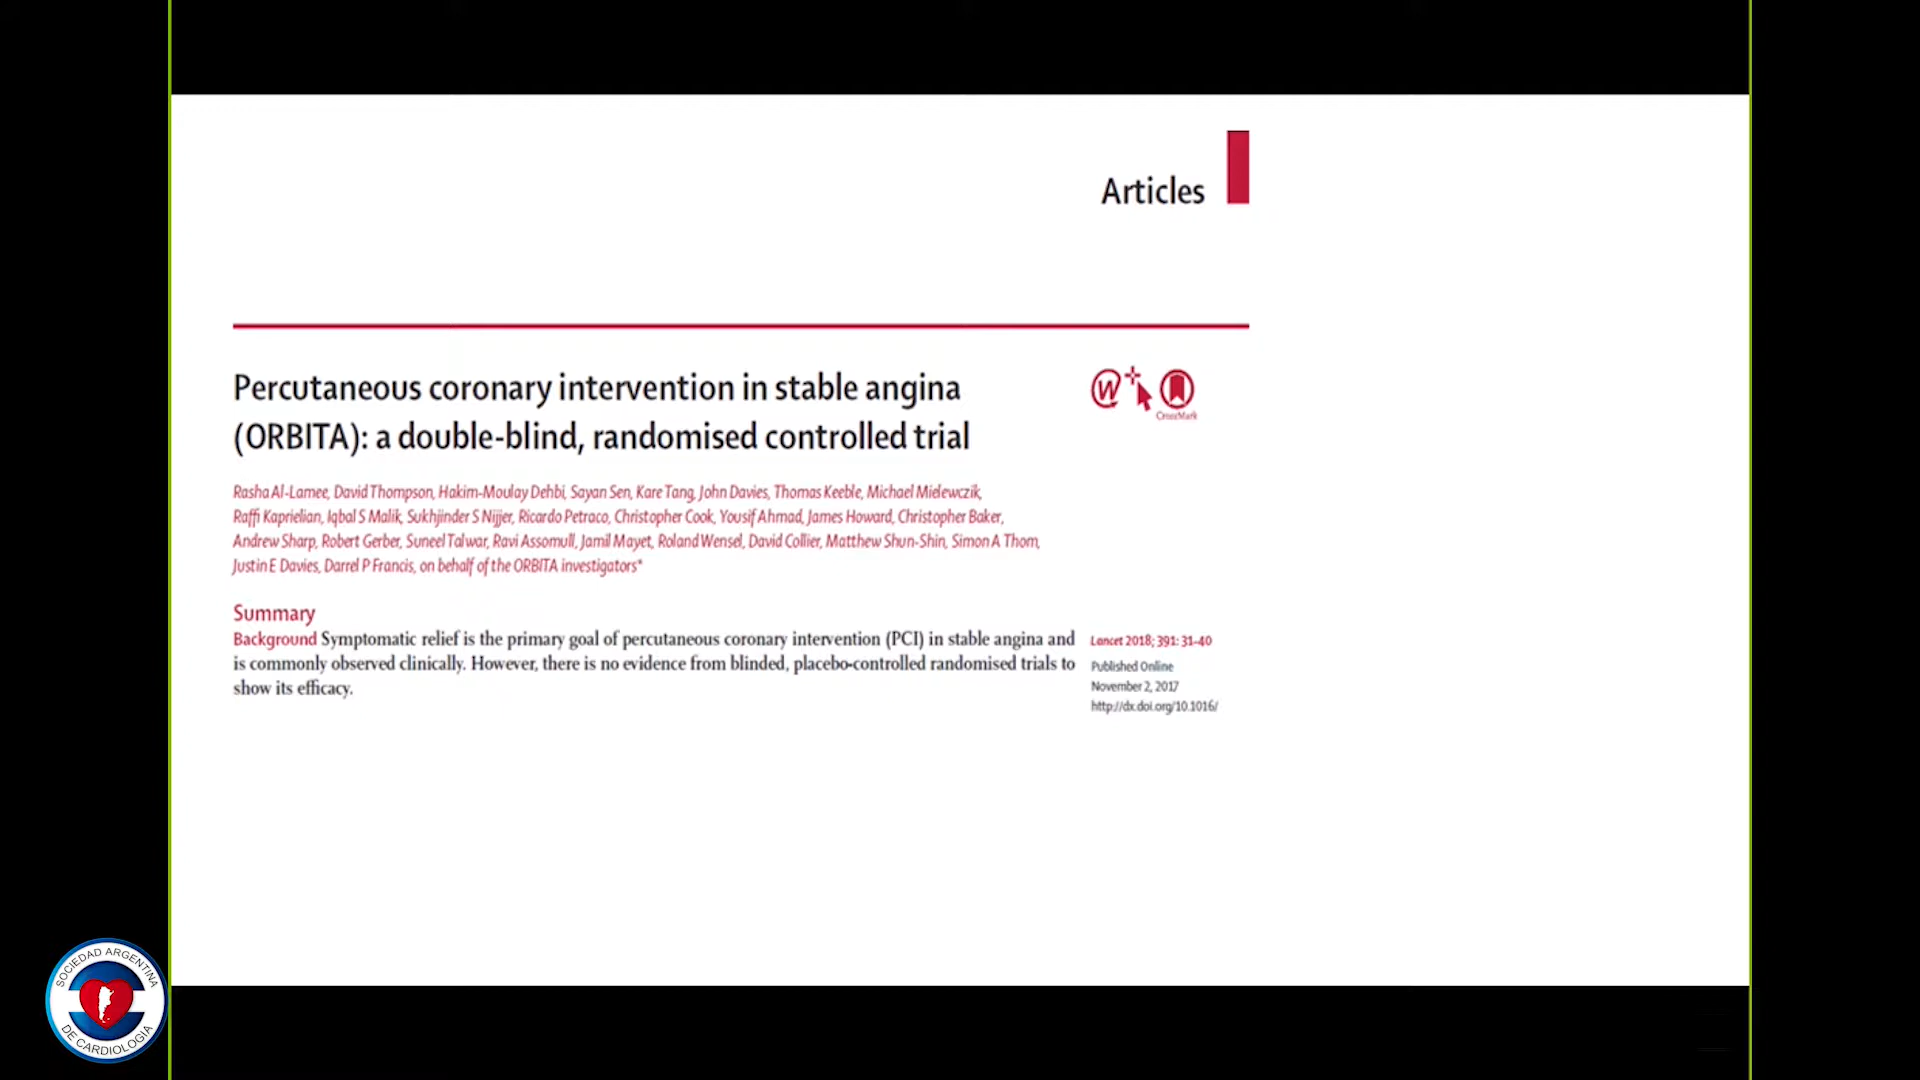 Articles
Percutaneous coronary intervention in stable angina
(ORBITA): a double-blind, randomised controlled trial
CrossMark
Rasha Al-Lamee, David Thompson, Hakim-Moulay Dehbi, Sayan Sen, Kare Tang, John Davies, Thomas Keeble, Michael Mielewczik,
Raffi Kaprielian, Iqbal S Malik, Sukhjinder S Nijjer, Ricardo Petraco, Christopher Cook, Yousif Ahmad, James Howard, Christopher Baker,
Andrew Sharp, Robert Gerber, Suneel Talwar, Ravi Assomull, Jamil Mayet, Roland Wensel, David Collier, Matthew Shun-Shin, Simon A Thom,
Justin E Davies, Darrel P Francis, on behalf of the ORBITA investigators*
Summary
Background Symptomatic relief is the primary goal of percutaneous coronary intervention (PCI) in stable angina and
is commonly observed clinically. However, there is no evidence from blinded, placebo-controlled randomised trials to
show its efficacy.
Lancet 2018; 391: 31-40
Published Online
November 2, 2017
http://dx.doi.org/10.1016/
SOCIEDAD ARGENTINA
DE CARDIOLOGIA